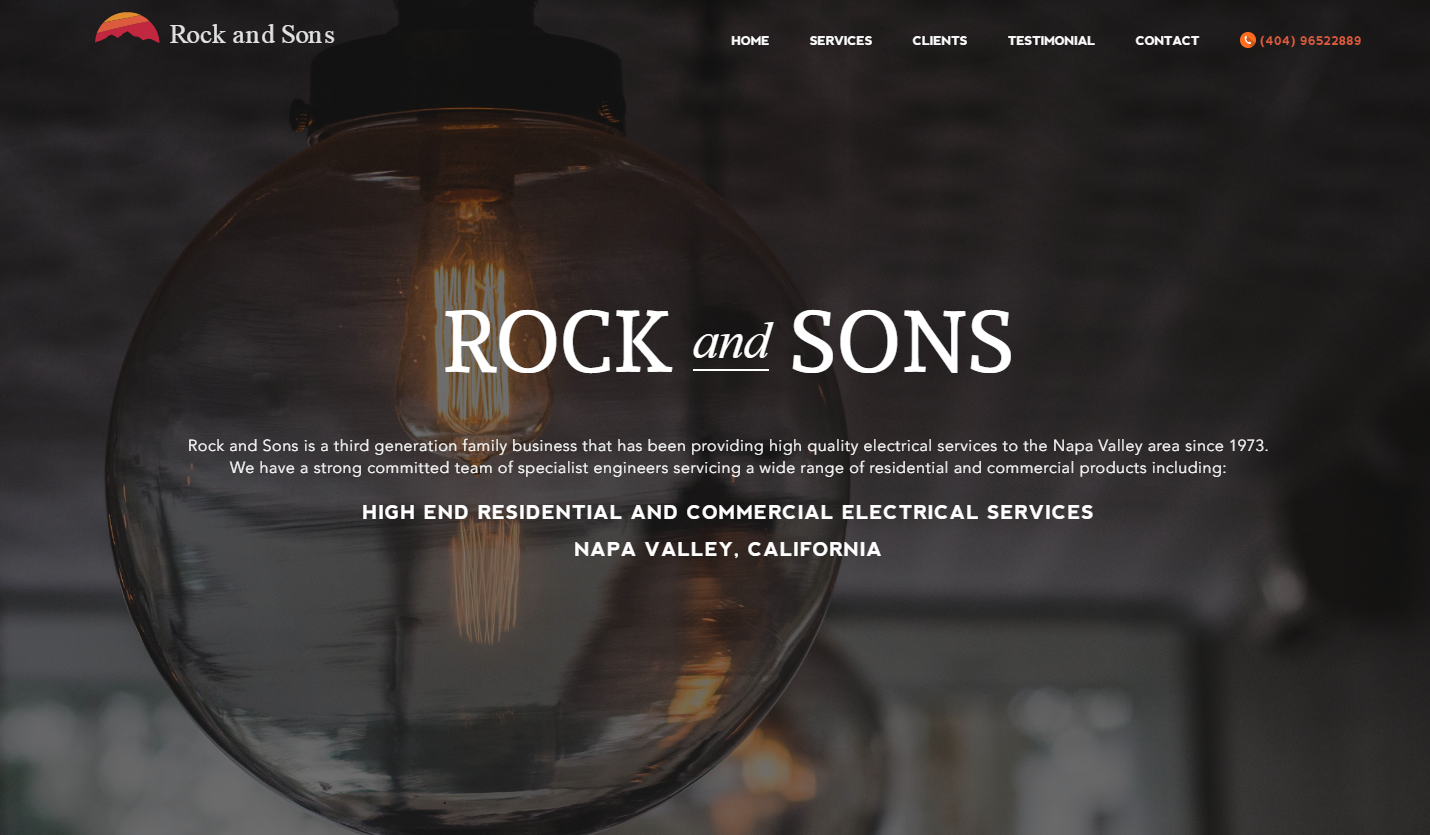 Rock and Sons
HOME SERVICES CLIENTS TESTIMONIAL CONTACT (404) 96522889
ROCK and SONS
Rock and Sons is a third generation family business that has been providing high quality electrical services to the Napa Valley area since 1973.
We have a strong committed team of specialist engineers servicing a wide range of residential and commercial products including:
HIGH END RESIDENTIAL AND COMMERCIAL ELECTRICAL SERVICES
NAPA VALLEY, CALIFORNIA